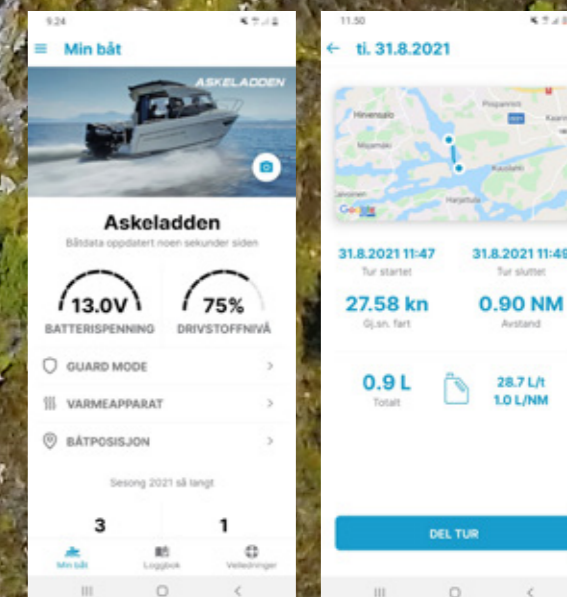 9.24
Min båt
ASKELADDEN
Askeladden
Båtdata oppdatert noen sekunder siden
13.0V
BATTERISPENNING
75%
DRIVSTOFFNIVÅ
GUARD MODE
VARMEAPPARAT
BÅTPOSISJON
Sesong 2021 så langt
3
1
Min båt
Loggbok
Veiledninger
11.50
ti. 31.8.2021
Hirvensalo
Kaarina
Harjattula
Google
31.8.2021 11:47
Tur startet
31.8.2021 11:49
Tur sluttet
27.58 kn
Gj.sn. fart
0.90 NM
Avstand
0.9 L
Totalt
28.7 L/t
1.0 L/NM
DEL TUR